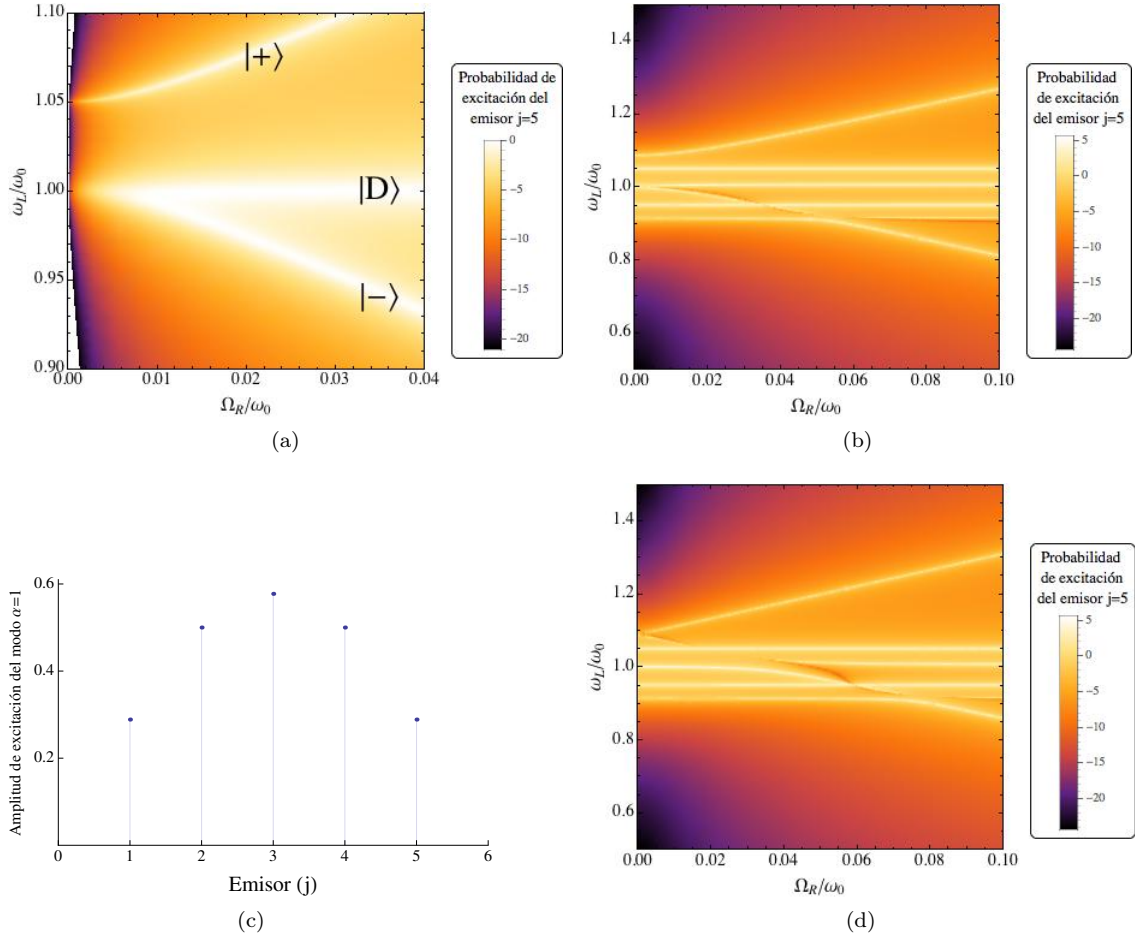 1.10
1.05
1.00
0.95
0.90
ω_L/ω_0
|+⟩
|D⟩
|−⟩
0.00 0.01 0.02 0.03 0.04
Ω_R/ω_0
Probabilidad de
excitación del
emisor j=5
0
−5
−10
−15
−20
(a)
1.4
1.2
1.0
0.8
0.6
ω_L/ω_0
0.00 0.02 0.04 0.06 0.08 0.10
Ω_R/ω_0
Probabilidad
de excitación
del emisor j=5
5
0
−5
−10
−15
−20
(b)
Amplitud de excitación del modo α=1
0.6
0.4
0.2
0 1 2 3 4 5 6
Emisor (j)
(c)
1.4
1.2
1.0
0.8
0.6
ω_L/ω_0
0.00 0.02 0.04 0.06 0.08 0.10
Ω_R/ω_0
Probabilidad
de excitación
del emisor j=5
5
0
−5
−10
−15
−20
(d)